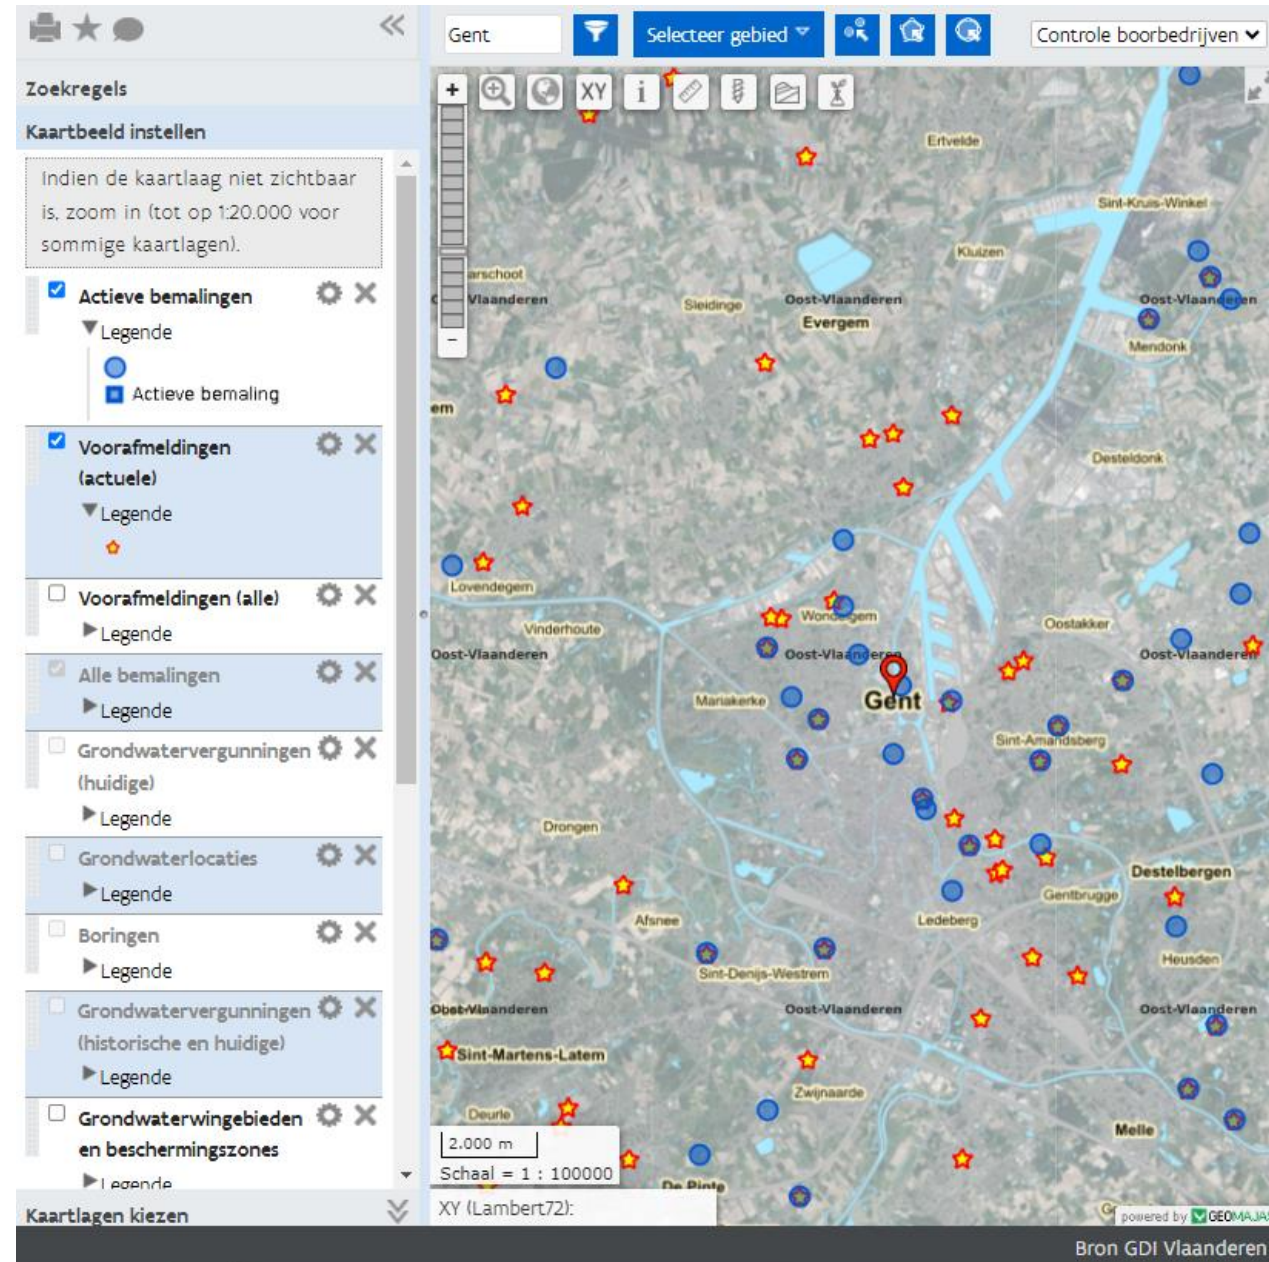 Gent
Selecteer gebied
Controle boorbedrijven
Zoekregels
Kaartbeeld instellen
Indien de kaartlaag niet zichtbaar
is, zoom in (tot op 1:20.000 voor
sommige kaartlagen).
Actieve bemalingen
Legende
Actieve bemaling
Voorafmeldingen
(actuele)
Legende
Voorafmeldingen (alle)
Legende
Alle bemalingen
Legende
Grondwatervergunningen
(huidige)
Legende
Grondwaterlocaties
Legende
Boringen
Legende
Grondwatervergunningen
(historische en huidige)
Legende
Grondwaterwingebieden
en beschermingszones
Legende
Kaartlagen kiezen
+
XY
i
-
Ertvelde
Sint-Kruis-Winkel
Kluizen
arschoot
Vlaanderen
Sleidinge
Oost-Vlaanderen
Evergem
Oost-Vlaanderen
Mendonk
em
Desteldonk
Lovendegem
Vinderhoute
Wondelgem
Oostakker
Oost-Vlaanderen
Oost-Vlaanderen
Oost-Vlaanderen
Mariakerke
Gent
Sint-Amandsberg
Drongen
Destelbergen
Gentbrugge
Afsnee
Ledeberg
Heusden
Sint-Denijs-Westrem
Oost-Vlaanderen
Oost-Vlaanderen
Oost-Vlaanderen
Sint-Martens-Latem
Zwijnaarde
Deurle
Melle
2.000 m
Schaal = 1 : 100000
De Pinte
XY (Lambert72):
powered by GEOMAJAS
Bron GDI Vlaanderen